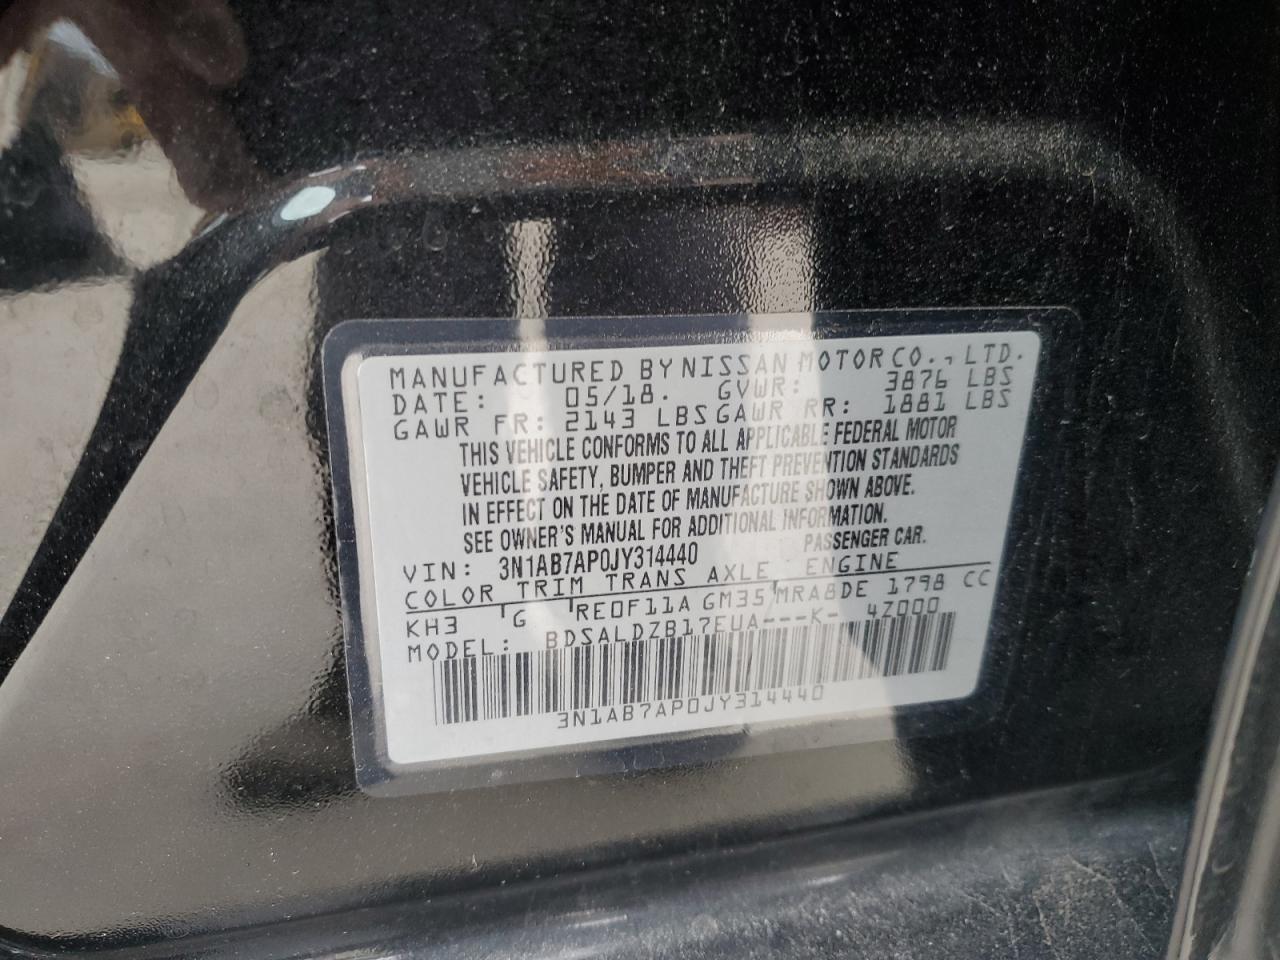 MANUFACTURED BY NISSAN MOTOR CO., LTD.
DATE: 05/18. GVWR: 3876 LBS
GAWR FR: 2143 LBS GAWR RR: 1881 LBS
THIS VEHICLE CONFORMS TO ALL APPLICABLE FEDERAL MOTOR
VEHICLE SAFETY, BUMPER AND THEFT PREVENTION STANDARDS
IN EFFECT ON THE DATE OF MANUFACTURE SHOWN ABOVE.
SEE OWNER'S MANUAL FOR ADDITIONAL INFORMATION.
VIN: 3N1AB7AP0JY314440 PASSENGER CAR.
COLOR TRIM TRANS AXLE ENGINE
KH3 G RE0F11A GM35 MRA8DE 1798 CC
MODEL: BDSALDZB17EUA---K- 4Z000
3N1AB7AP0JY314440